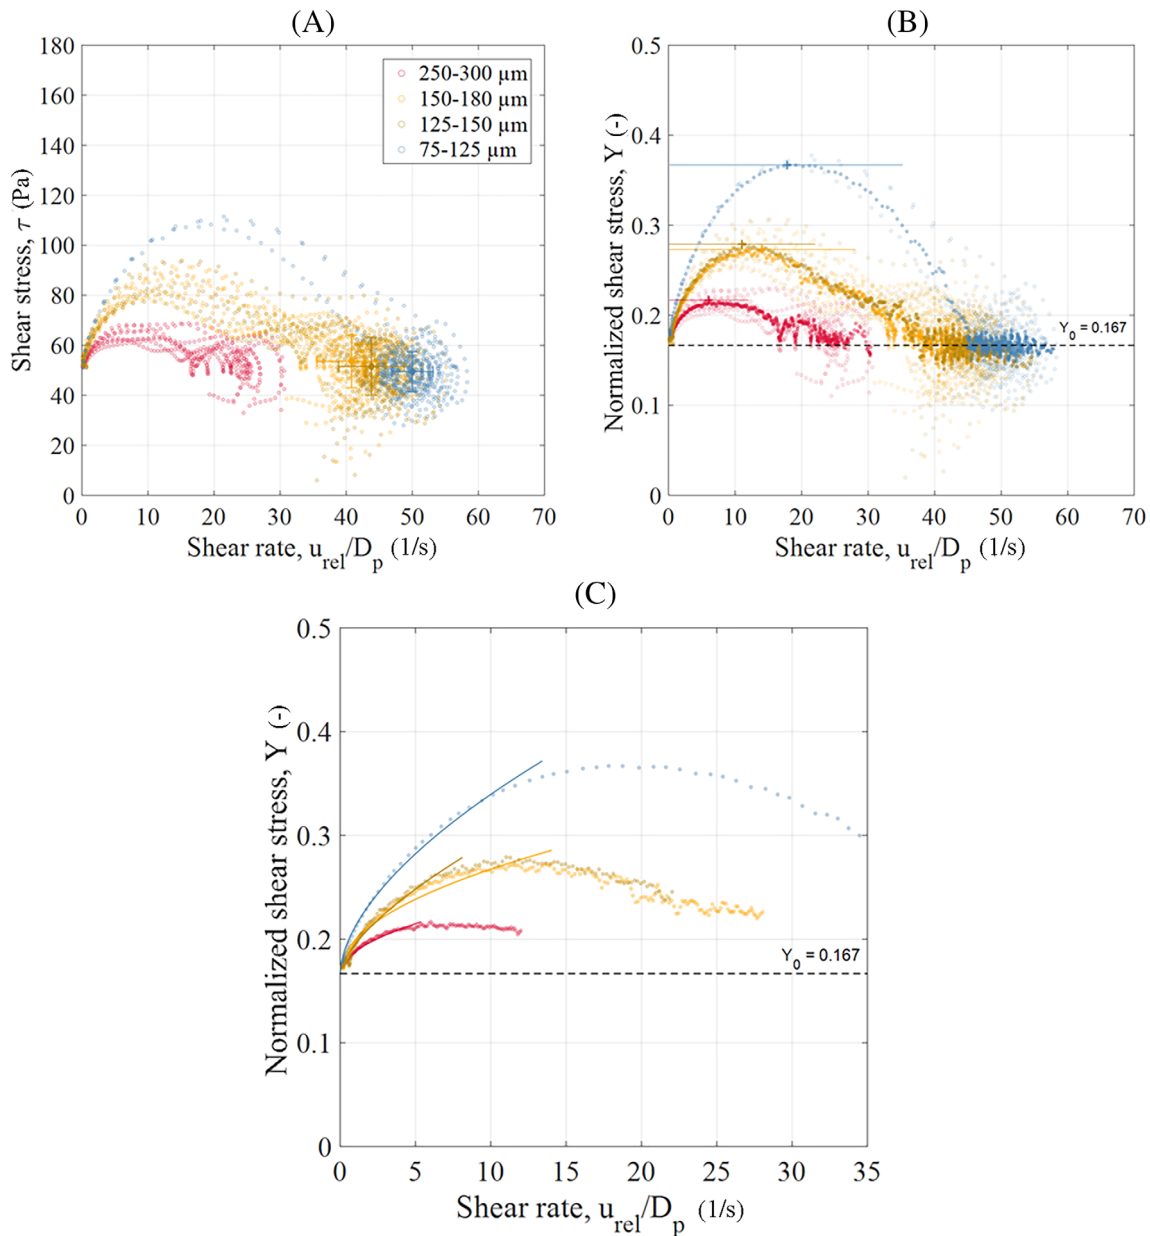 (A)
Shear stress, τ (Pa)
180
160
140
120
100
80
60
40
20
0
250-300 µm
150-180 µm
125-150 µm
75-125 µm
0 10 20 30 40 50 60 70
Shear rate, u_rel/D_p (1/s)
(B)
Normalized shear stress, Y (-)
0.5
0.4
0.3
0.2
0.1
0
Y_0 = 0.167
0 10 20 30 40 50 60 70
Shear rate, u_rel/D_p (1/s)
(C)
Normalized shear stress, Y (-)
0.5
0.4
0.3
0.2
0.1
0
Y_0 = 0.167
0 5 10 15 20 25 30 35
Shear rate, u_rel/D_p (1/s)